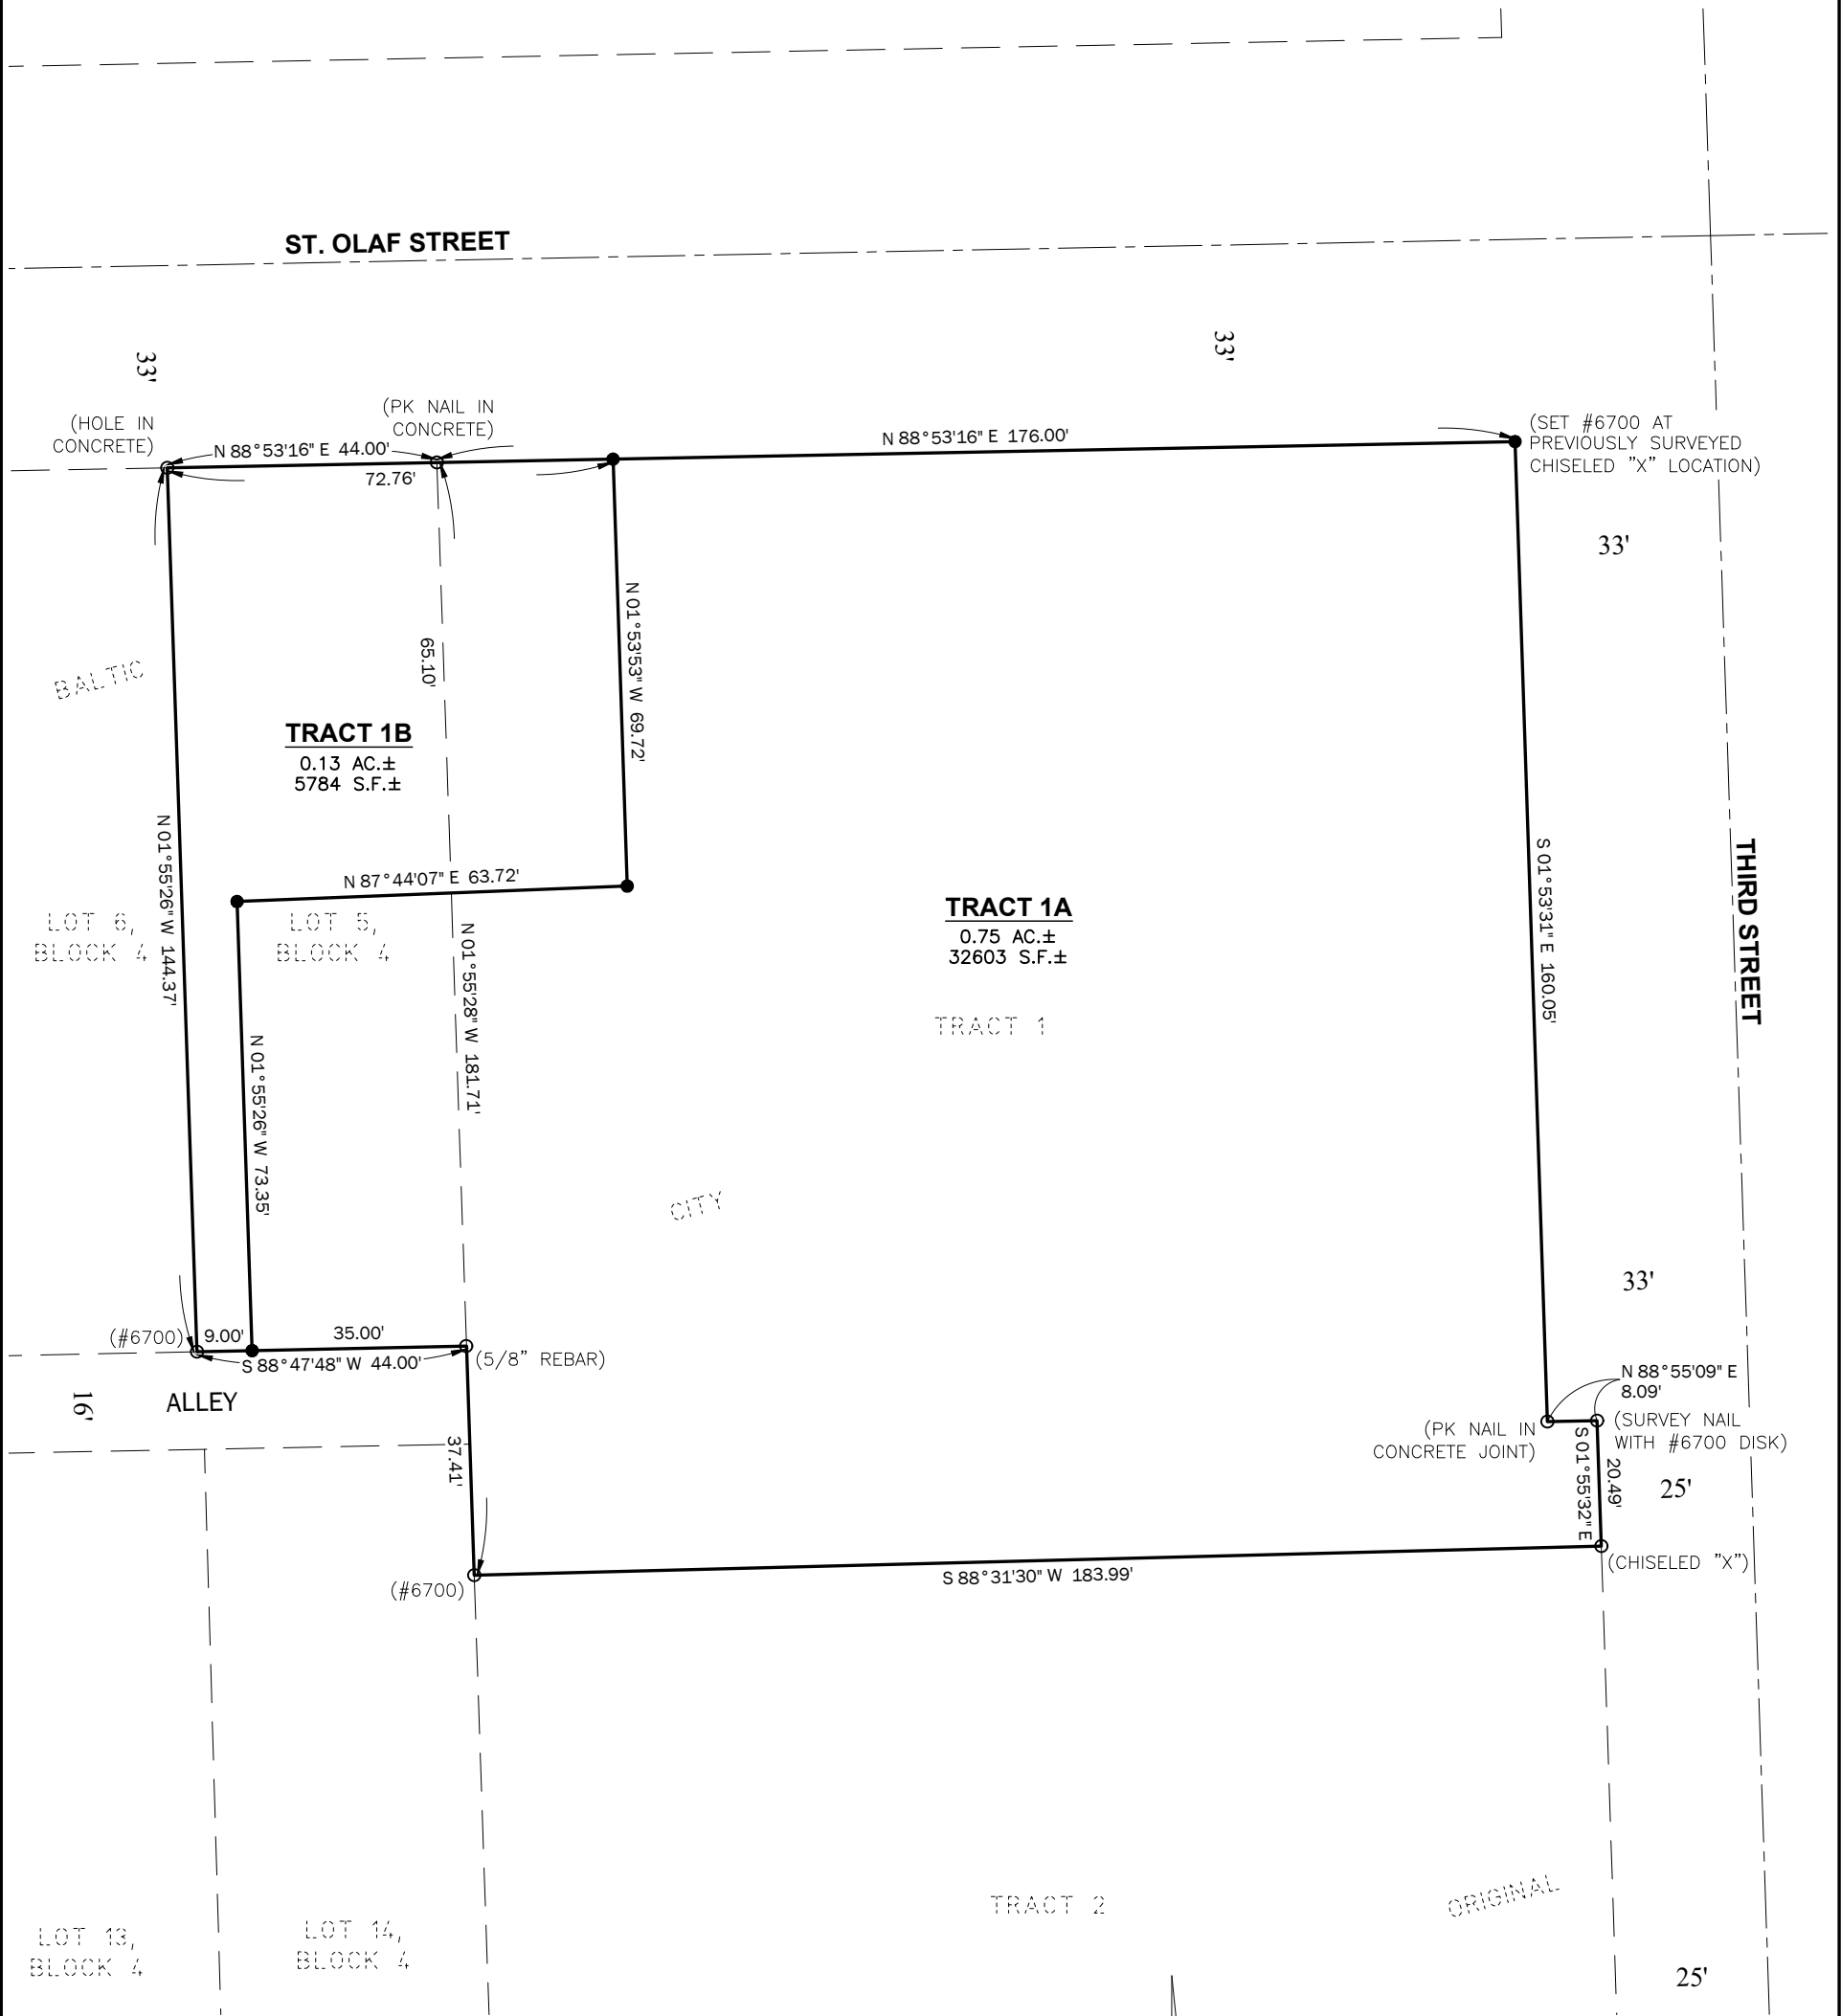 ST. OLAF STREET
33'
33'
(HOLE IN
CONCRETE)
(PK NAIL IN
CONCRETE)
N 88°53'16" E 44.00'
72.76'
N 88°53'16" E 176.00'
(SET #6700 AT
PREVIOUSLY SURVEYED
CHISELED "X" LOCATION)
33'
N 01°53'53" W 69.72'
65.10'
BALTIC
TRACT 1B
0.13 AC.±
5784 S.F.±
N 01°55'26" W 144.37'
N 87°44'07" E 63.72'
LOT 6,
BLOCK 4
LOT 5,
BLOCK 4
N 01°55'28" W 181.71'
TRACT 1A
0.75 AC.±
32603 S.F.±
TRACT 1
S 01°53'31" E 160.05'
THIRD STREET
N 01°55'26" W 73.35'
CITY
33'
(#6700)
9.00'
35.00'
S 88°47'48" W 44.00'
(5/8" REBAR)
16'
ALLEY
N 88°55'09" E
8.09'
(PK NAIL IN
CONCRETE JOINT)
(SURVEY NAIL
WITH #6700 DISK)
37.41'
S 01°55'32" E
20.49'
25'
(#6700)
S 88°31'30" W 183.99'
(CHISELED "X")
TRACT 2
ORIGINAL
LOT 13,
BLOCK 4
LOT 14,
BLOCK 4
25'